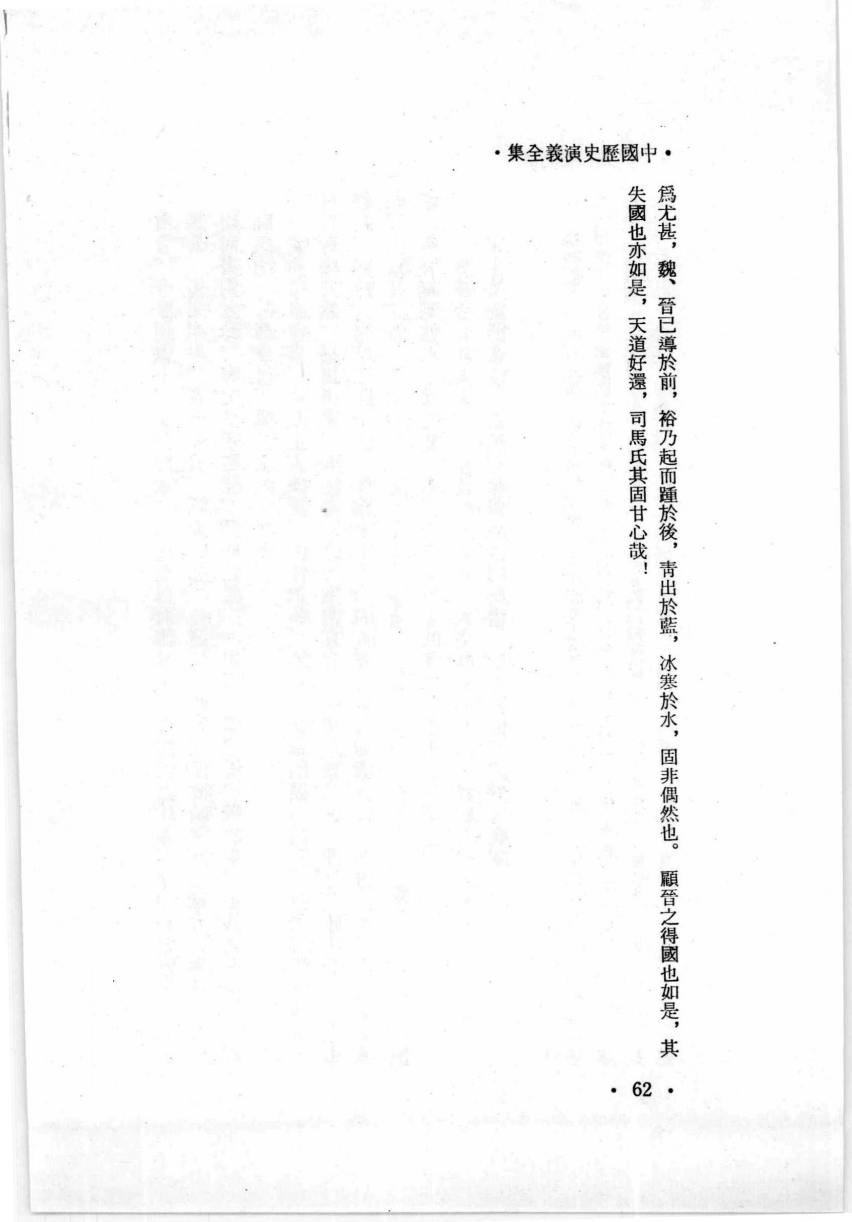 ·中國歷史演義全集·
爲尤甚，魏、晉已導於前，裕乃起而踵於後，靑出於藍，冰寒於水，固非偶然也。顧晉之得國也如是，其
失國也亦如是，天道好還，司馬氏其固甘心哉！
· 62 ·